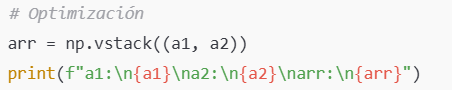 # Optimización
arr = np.vstack((a1, a2))
print(f"a1:\n{a1}\na2:\n{a2}\narr:\n{arr}")